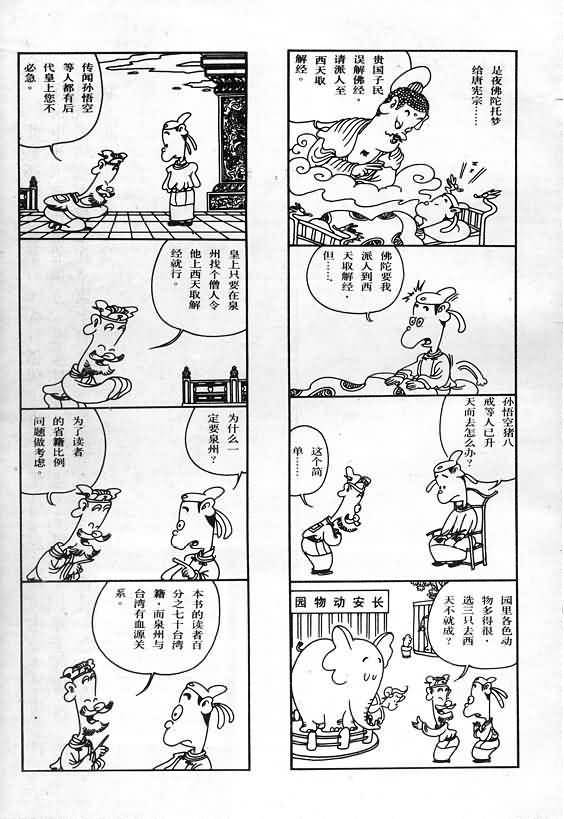 是夜佛陀托梦
给唐宪宗……
贵国子民
误解佛经，
请派人至
西天取
解经。
佛陀要我
派人到西
天取解经，
但……
孙悟空猪八
戒等人已升
天而去怎么办？
这个简
单……
园里各色动
物多得很，
选三只去西
天不就成？
园物动安长
传闻孙悟空
等人都有后
代皇上您不
必急。
皇上只要在泉
州找个僧人令
他上西天取解
经就行。
为什么一
定要泉州？
为了读者
的省籍比例
问题做考虑。
本书的读者百
分之七十台湾
籍，而泉州与
台湾有血源关
系。